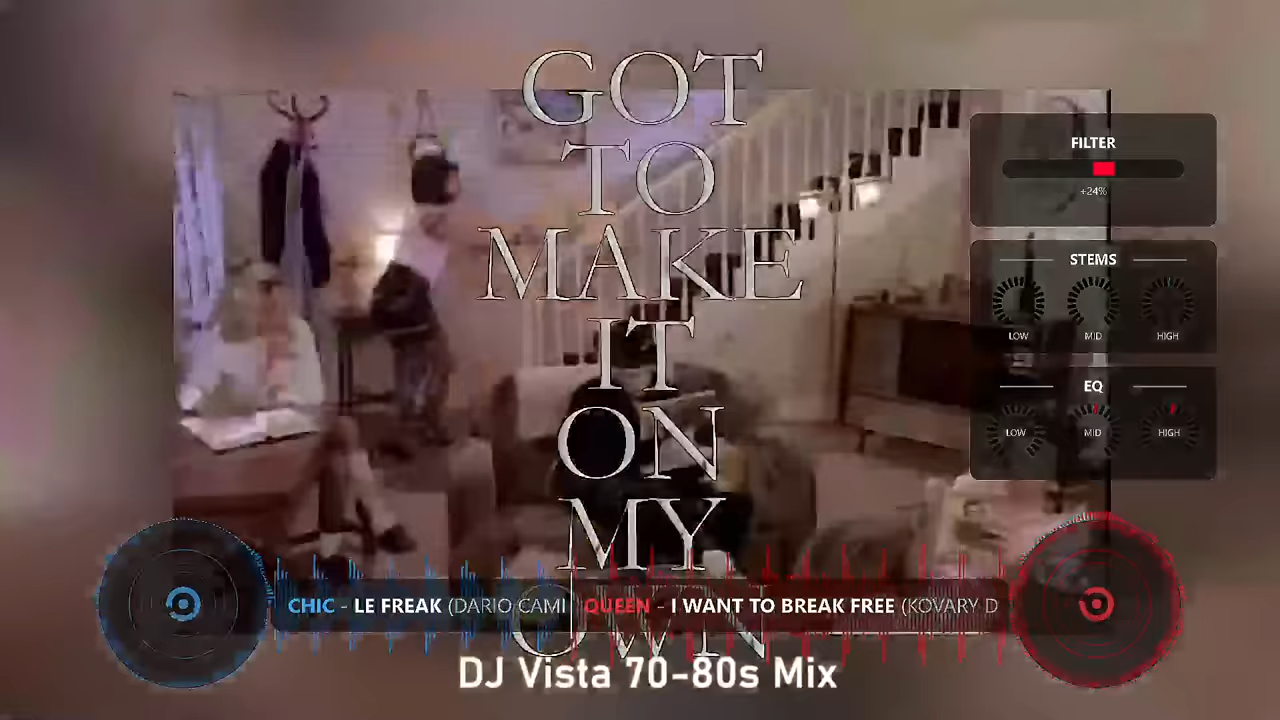 GOT
TO
MAKE
IT
ON
MY
OWN
FILTER
+24%
STEMS
LOW MID HIGH
EQ
LOW MID HIGH
CHIC - LE FREAK (DARIO CAMI
QUEEN - I WANT TO BREAK FREE (KOVARY D
DJ Vista 70-80s Mix